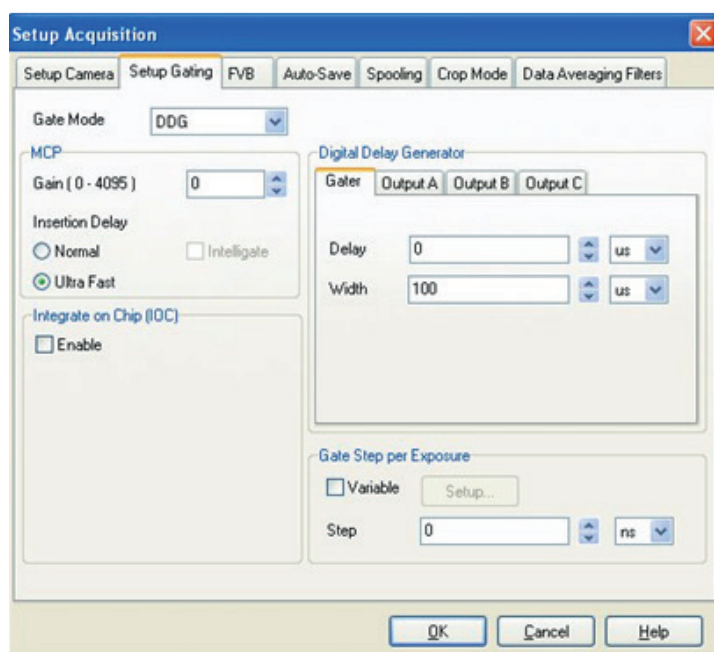 Setup Acquisition
Setup Camera Setup Gating FVB Auto-Save Spooling Crop Mode Data Averaging Filters
Gate Mode DDG
MCP
Gain ( 0 - 4095 ) 0
Insertion Delay
Normal Intelligate
Ultra Fast
Integrate on Chip (IOC)
Enable
Digital Delay Generator
Gater Output A Output B Output C
Delay 0 us
Width 100 us
Gate Step per Exposure
Variable Setup...
Step 0 ns
OK Cancel Help